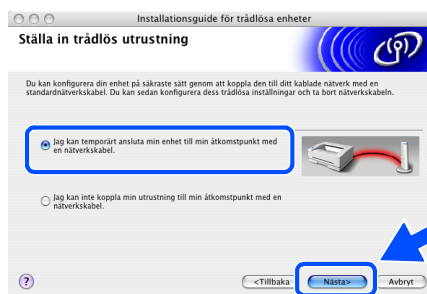 Installationsguide för trådlösa enheter
Ställa in trådlös utrustning
Du kan konfigurera din enhet på säkraste sätt genom att koppla den till ditt kablade nätverk med en
standardnätverkskabel. Du kan sedan konfigurera dess trådlösa inställningar och ta bort nätverkskabeln.
Jag kan temporärt ansluta min enhet till min åtkomstpunkt med
en nätverkskabel.
Jag kan inte koppla min utrustning till min åtkomstpunkt med en
nätverkskabel.
?
<Tillbaka
Nästa>
Avbryt